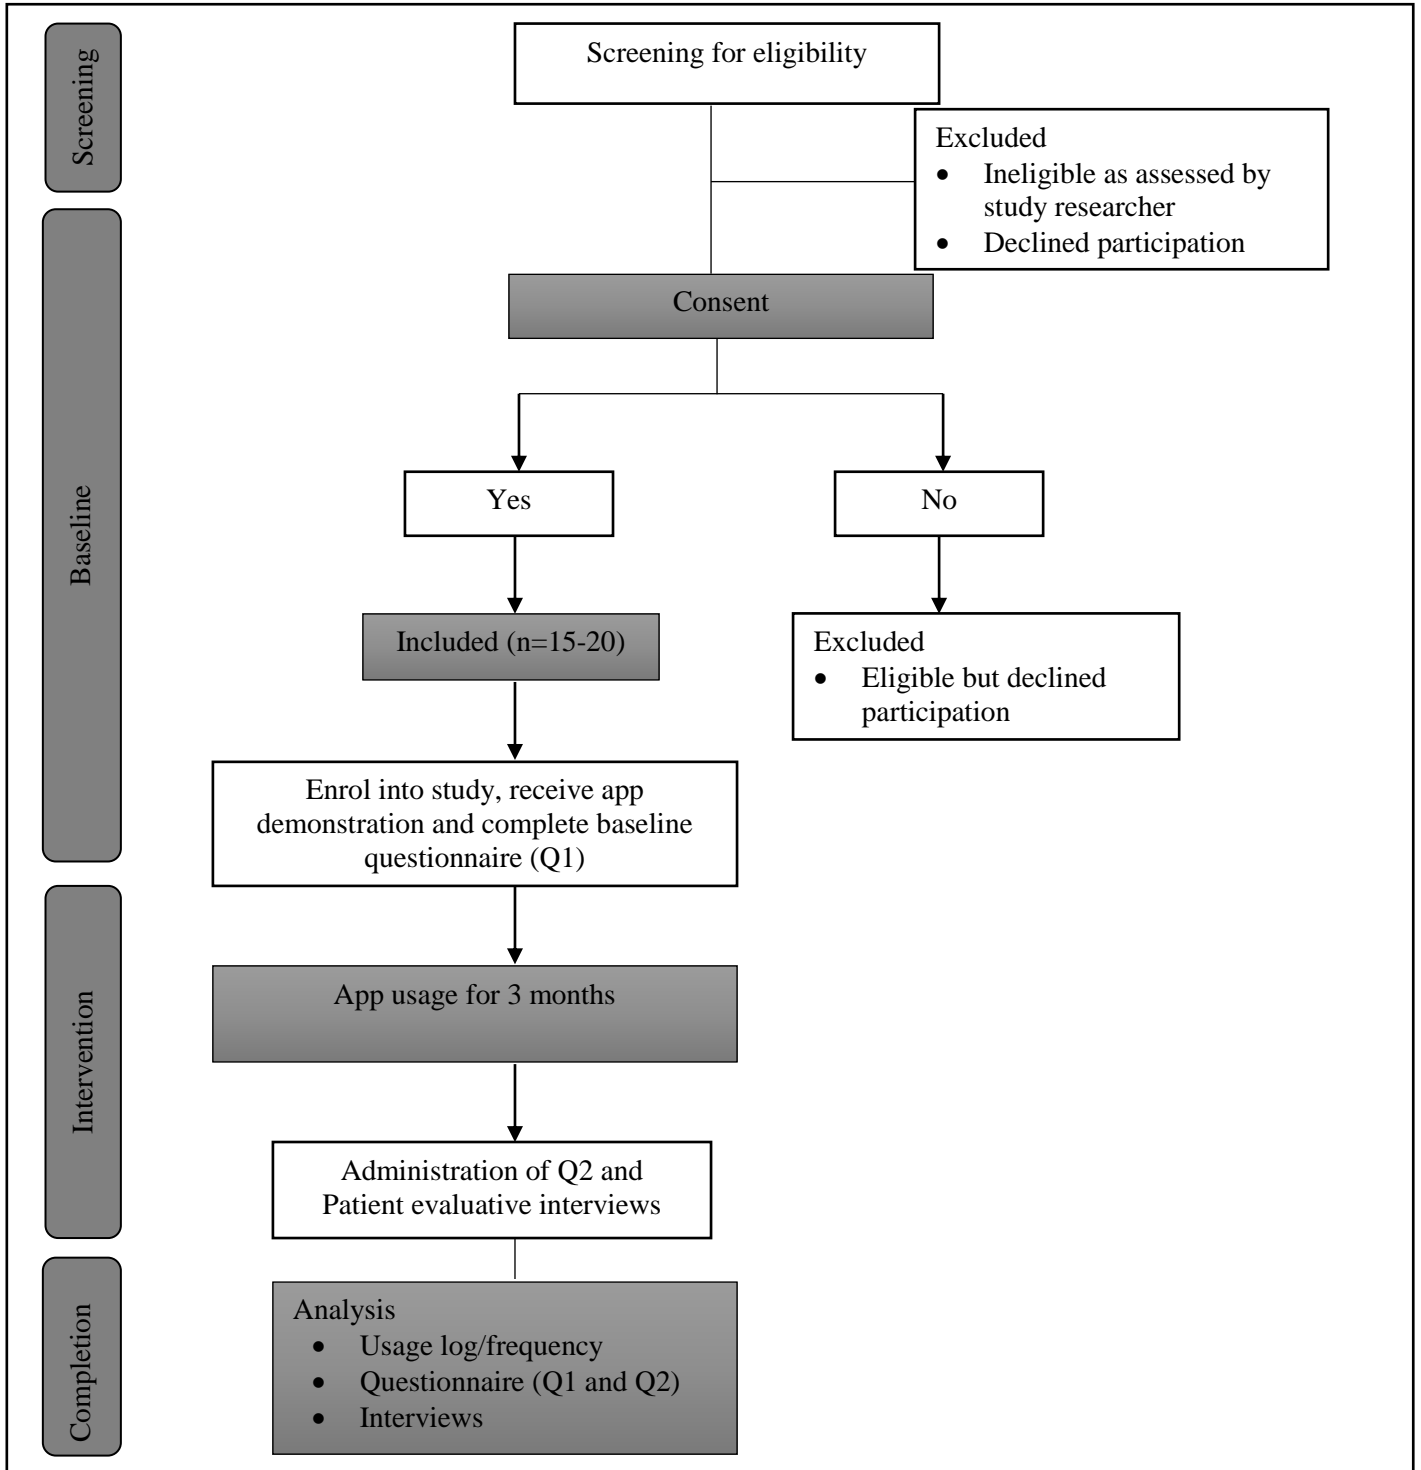 Screening
Screening for eligibility
Excluded
• Ineligible as assessed by
study researcher
• Declined participation
Baseline
Consent
Yes
No
Included (n=15-20)
Excluded
• Eligible but declined
participation
Enrol into study, receive app
demonstration and complete baseline
questionnaire (Q1)
Intervention
App usage for 3 months
Administration of Q2 and
Patient evaluative interviews
Completion
Analysis
• Usage log/frequency
• Questionnaire (Q1 and Q2)
• Interviews